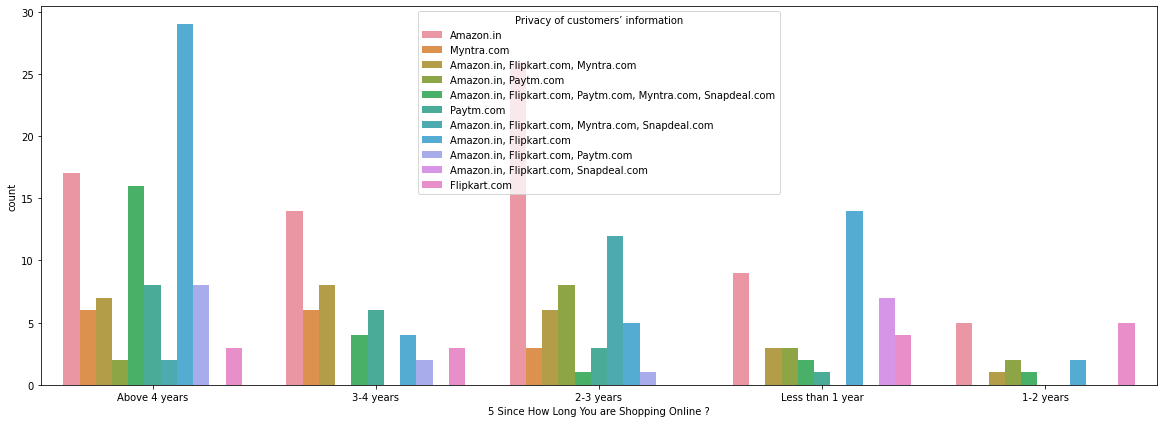 30
25
20
15
10
5
0
count
Privacy of customers’ information
Amazon.in
Myntra.com
Amazon.in, Flipkart.com, Myntra.com
Amazon.in, Paytm.com
Amazon.in, Flipkart.com, Paytm.com, Myntra.com, Snapdeal.com
Paytm.com
Amazon.in, Flipkart.com, Myntra.com, Snapdeal.com
Amazon.in, Flipkart.com
Amazon.in, Flipkart.com, Paytm.com
Amazon.in, Flipkart.com, Snapdeal.com
Flipkart.com
Above 4 years
3-4 years
2-3 years
Less than 1 year
1-2 years
5 Since How Long You are Shopping Online ?